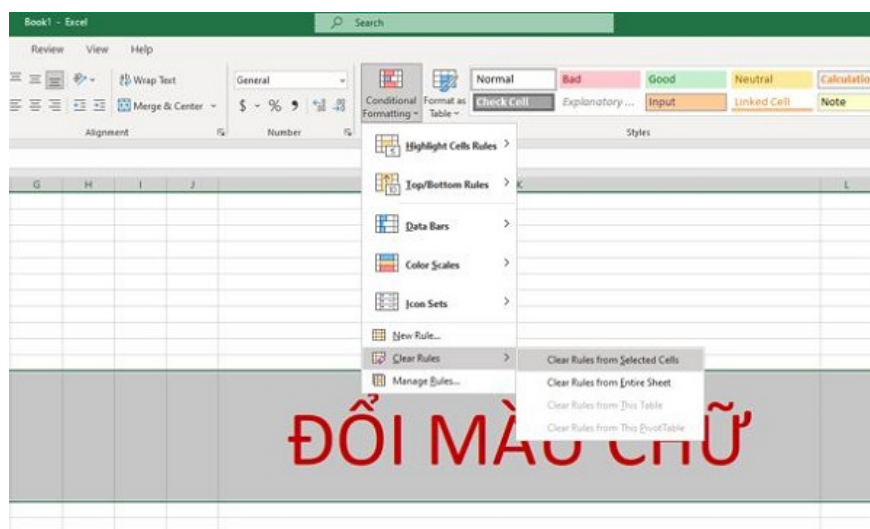 Book1 - Excel
Search
Review View Help
Wrap Text
General
Normal Bad Good Neutral Calculatio
Merge & Center
$ - % 9
Conditional Formatting
Format as Table
Check Cell Explanatory ... Input Linked Cell Note
Alignment Number Styles
Highlight Cells Rules
Top/Bottom Rules
G H I J K L
Data Bars
Color Scales
Icon Sets
New Rule...
Clear Rules
Clear Rules from Selected Cells
Manage Rules...
Clear Rules from Entire Sheet
Clear Rules from This Table
Clear Rules from This PivotTable
ĐỔI MÀU CHỮ